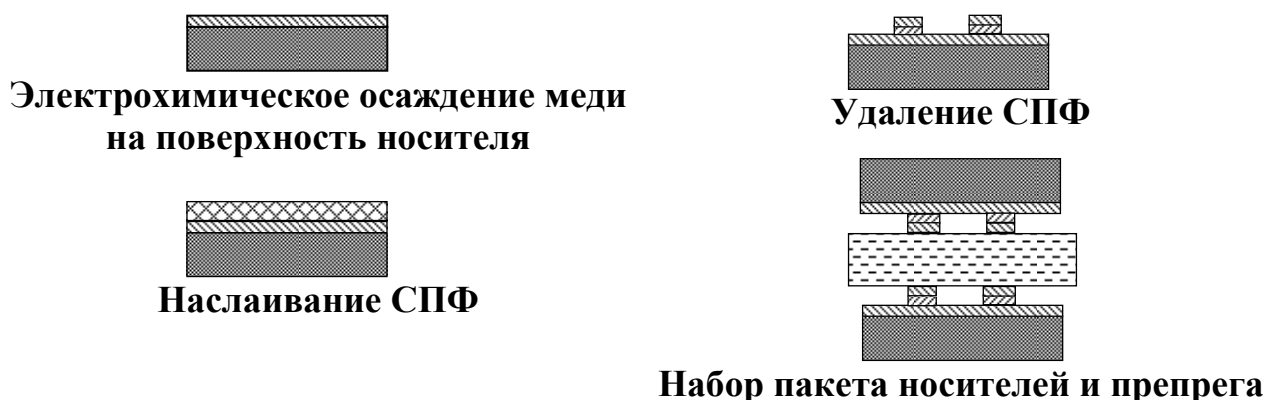 Электрохимическое осаждение меди
на поверхность носителя
Наслаивание СПФ
Удаление СПФ
Набор пакета носителей и препрега